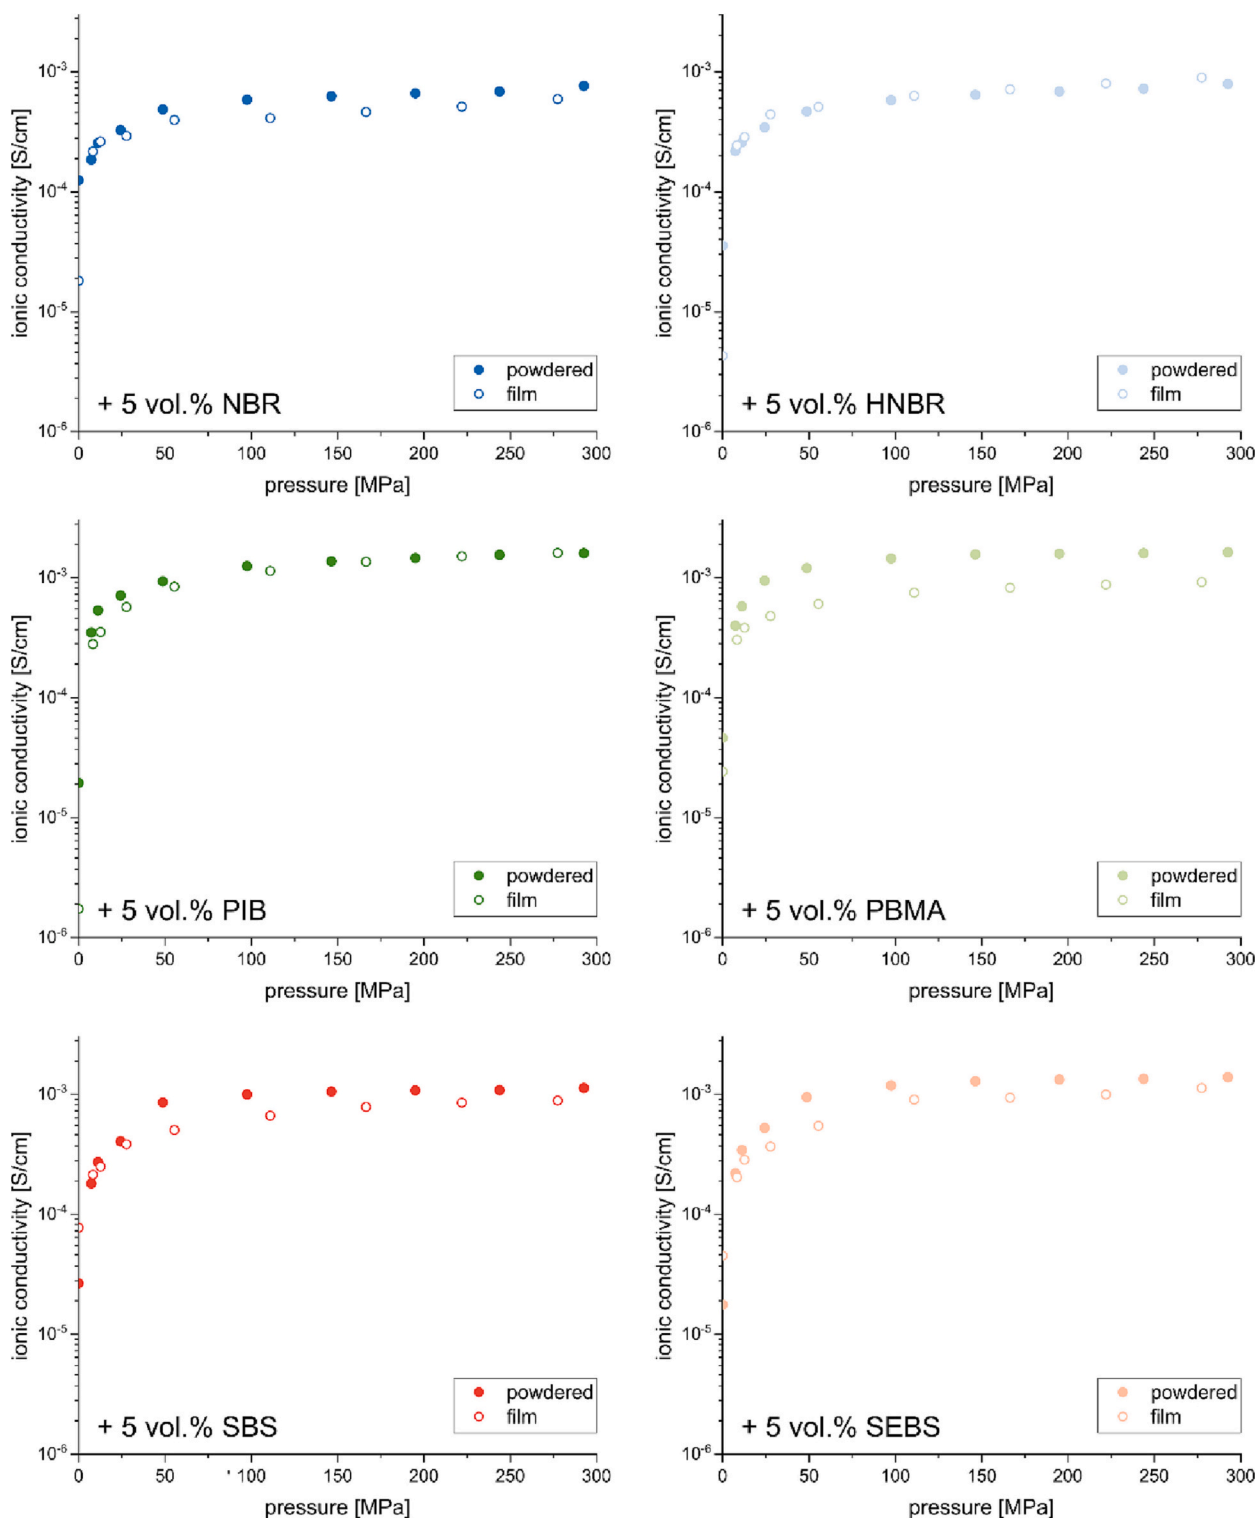 10⁻³
10⁻⁴
10⁻⁵
10⁻⁶
ionic conductivity [S/cm]
powdered
film
+ 5 vol.% NBR
0 50 100 150 200 250 300
pressure [MPa]
10⁻³
10⁻⁴
10⁻⁵
10⁻⁶
ionic conductivity [S/cm]
powdered
film
+ 5 vol.% HNBR
0 50 100 150 200 250 300
pressure [MPa]
10⁻³
10⁻⁴
10⁻⁵
10⁻⁶
ionic conductivity [S/cm]
powdered
film
+ 5 vol.% PIB
0 50 100 150 200 250 300
pressure [MPa]
10⁻³
10⁻⁴
10⁻⁵
10⁻⁶
ionic conductivity [S/cm]
powdered
film
+ 5 vol.% PBMA
0 50 100 150 200 250 300
pressure [MPa]
10⁻³
10⁻⁴
10⁻⁵
10⁻⁶
ionic conductivity [S/cm]
powdered
film
+ 5 vol.% SBS
0 50 100 150 200 250 300
pressure [MPa]
10⁻³
10⁻⁴
10⁻⁵
10⁻⁶
ionic conductivity [S/cm]
powdered
film
+ 5 vol.% SEBS
0 50 100 150 200 250 300
pressure [MPa]